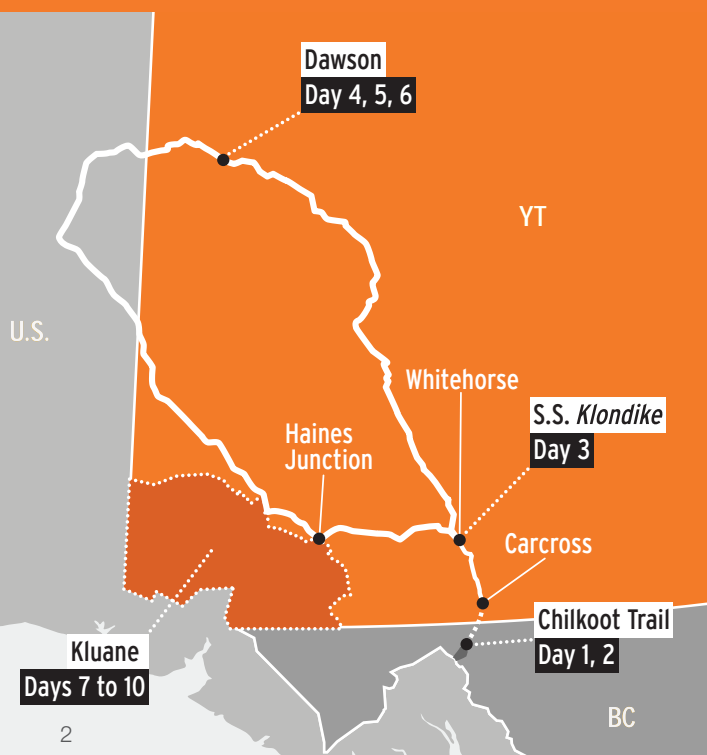 Dawson
Day 4, 5, 6
YT
U.S.
Whitehorse
S.S. Klondike
Day 3
Haines
Junction
Carcross
Chilkoot Trail
Day 1, 2
Kluane
Days 7 to 10
BC
2